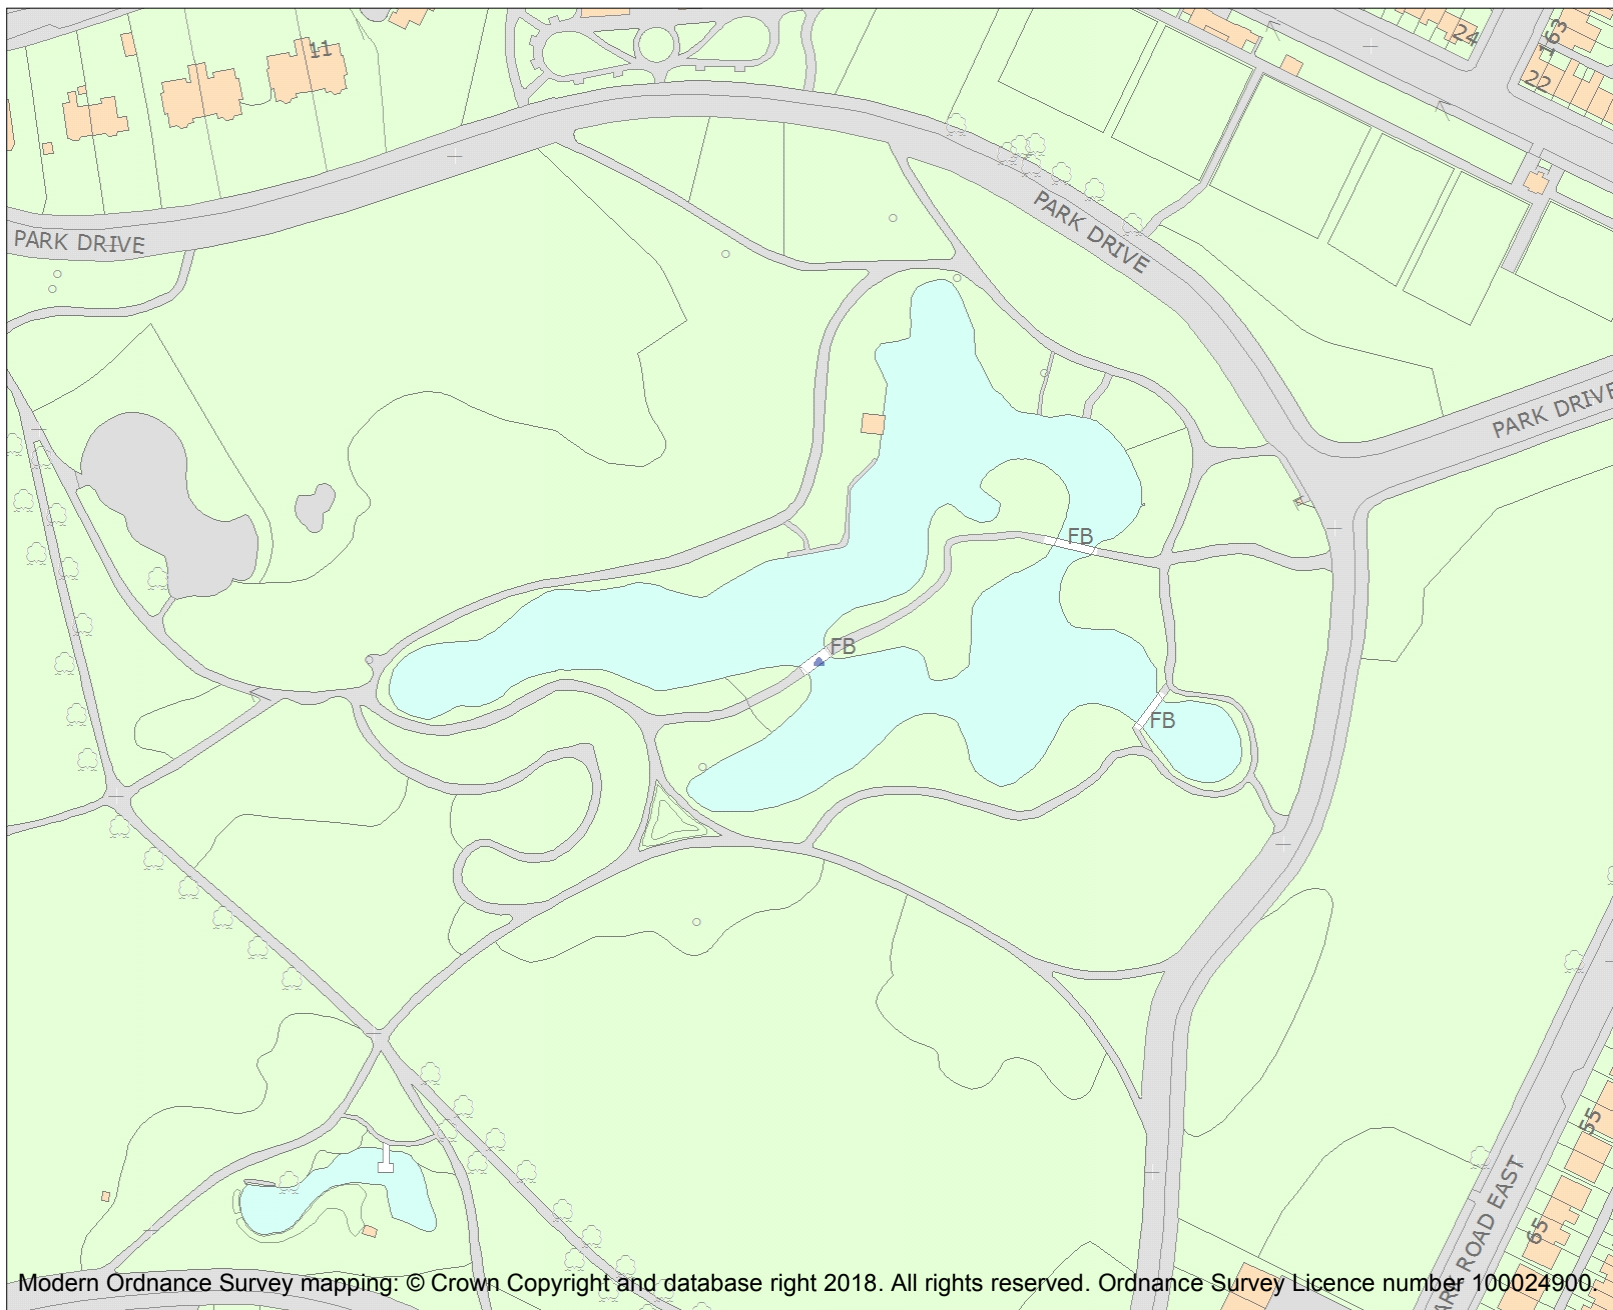 11
24
163
22
PARK DRIVE
PARK DRIVE
PARK DRIVE
FB
FB
FB
55
65
ROAD EAST
Modern Ordnance Survey mapping: © Crown Copyright and database right 2018. All rights reserved. Ordnance Survey Licence number 100024900.